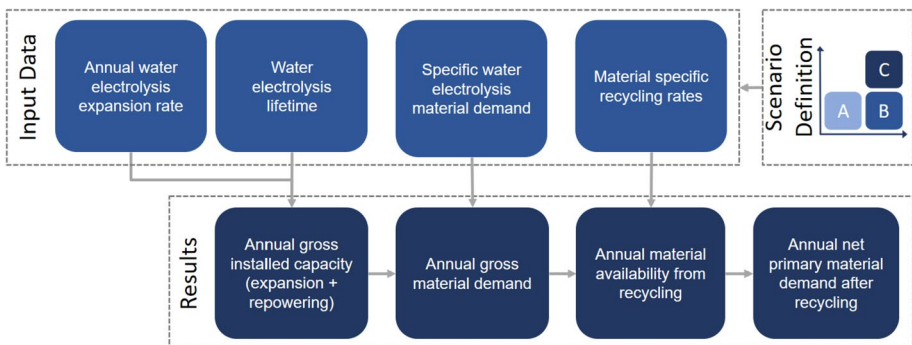 Input Data
Annual water
electrolysis
expansion rate
Water
electrolysis
lifetime
Specific water
electrolysis
material demand
Material specific
recycling rates
Scenario
Definition
C
A
B
Results
Annual gross
installed capacity
(expansion +
repowering)
Annual gross
material demand
Annual material
availability from
recycling
Annual net
primary material
demand after
recycling